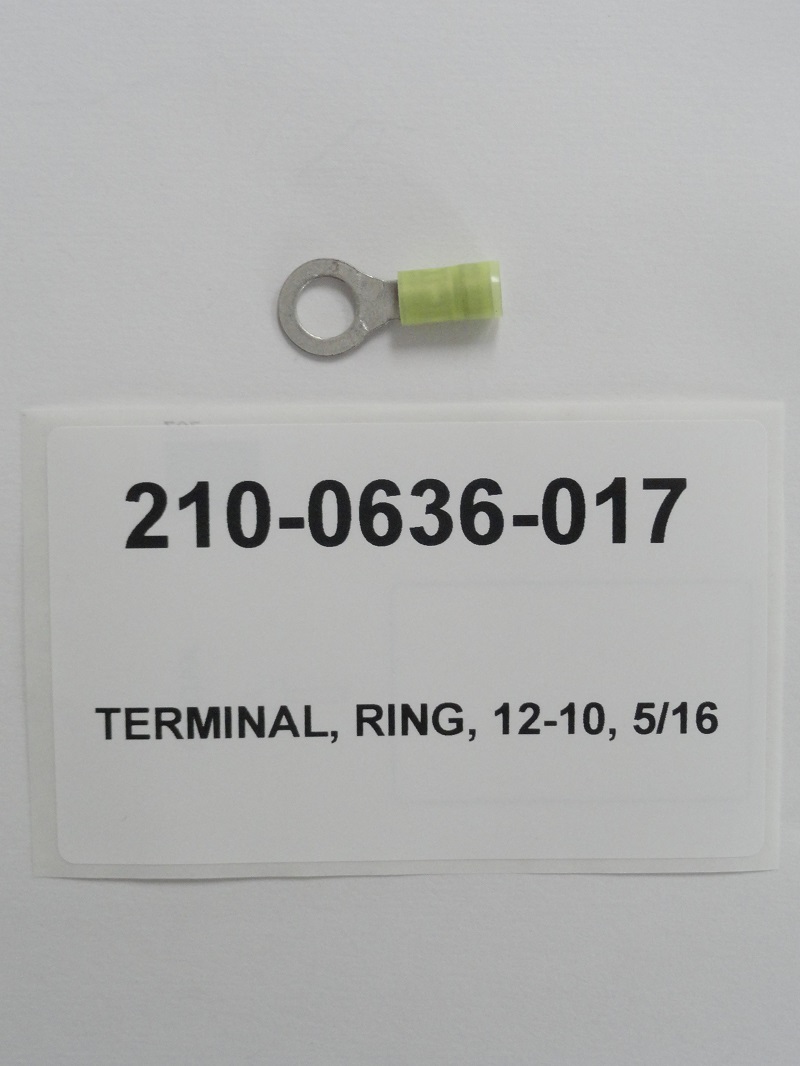 210-0636-017
TERMINAL, RING, 12-10, 5/16